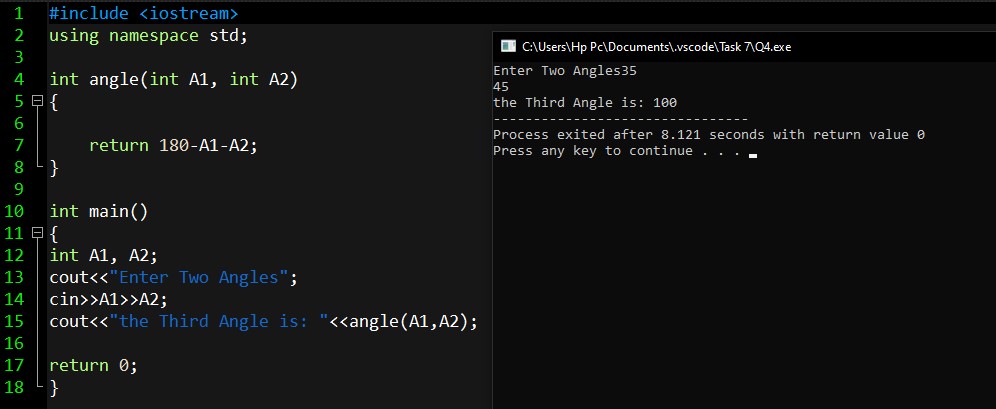 1 #include <iostream>
2 using namespace std;
3
4 int angle(int A1, int A2)
5 {
6
7 return 180-A1-A2;
8 }
9
10 int main()
11 {
12 int A1, A2;
13 cout<<"Enter Two Angles";
14 cin>>A1>>A2;
15 cout<<"the Third Angle is: "<<angle(A1,A2);
16
17 return 0;
18 }
C:\Users\Hp Pc\Documents\.vscode\Task 7\Q4.exe
Enter Two Angles35
45
the Third Angle is: 100
--------------------------------
Process exited after 8.121 seconds with return value 0
Press any key to continue . . .